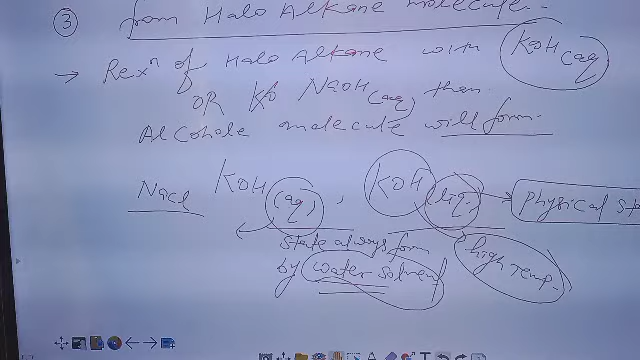 ③ from Halo Alkane molecule.
→ Rexⁿ of Halo Alkane with KOH(aq)
OR NaOH(aq) then
Alcohole molecule will form.
NaCl KOH(aq), KOH(liq.) → physical st
state always form high temp.
by water solvent